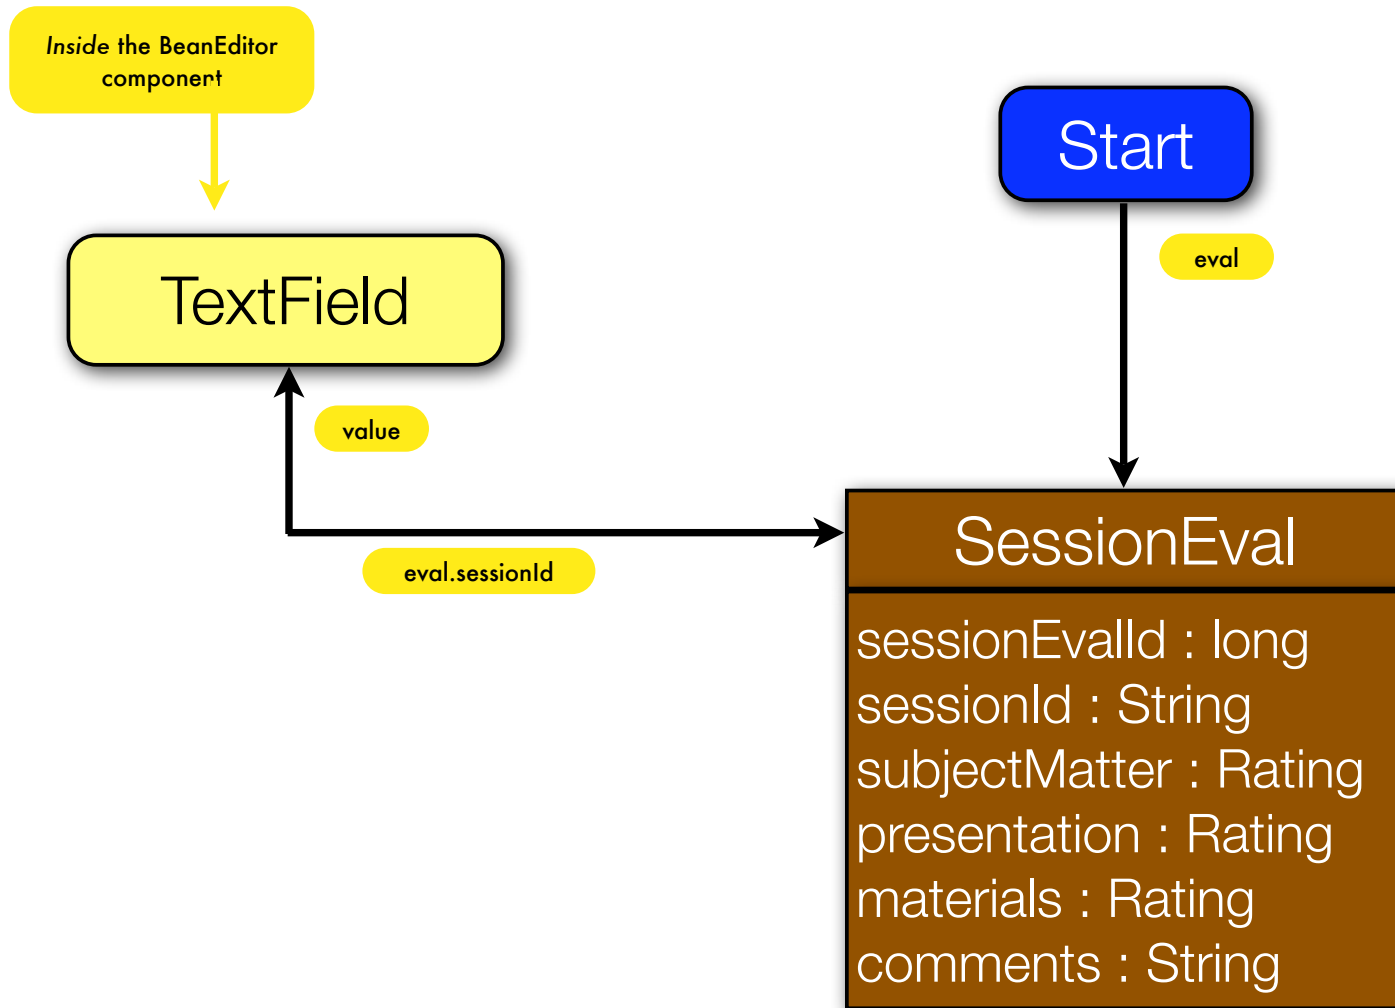 Inside the BeanEditor
component
Start
eval
TextField
value
eval.sessionId
SessionEval
sessionEvalId : long
sessionId : String
subjectMatter : Rating
presentation : Rating
materials : Rating
comments : String